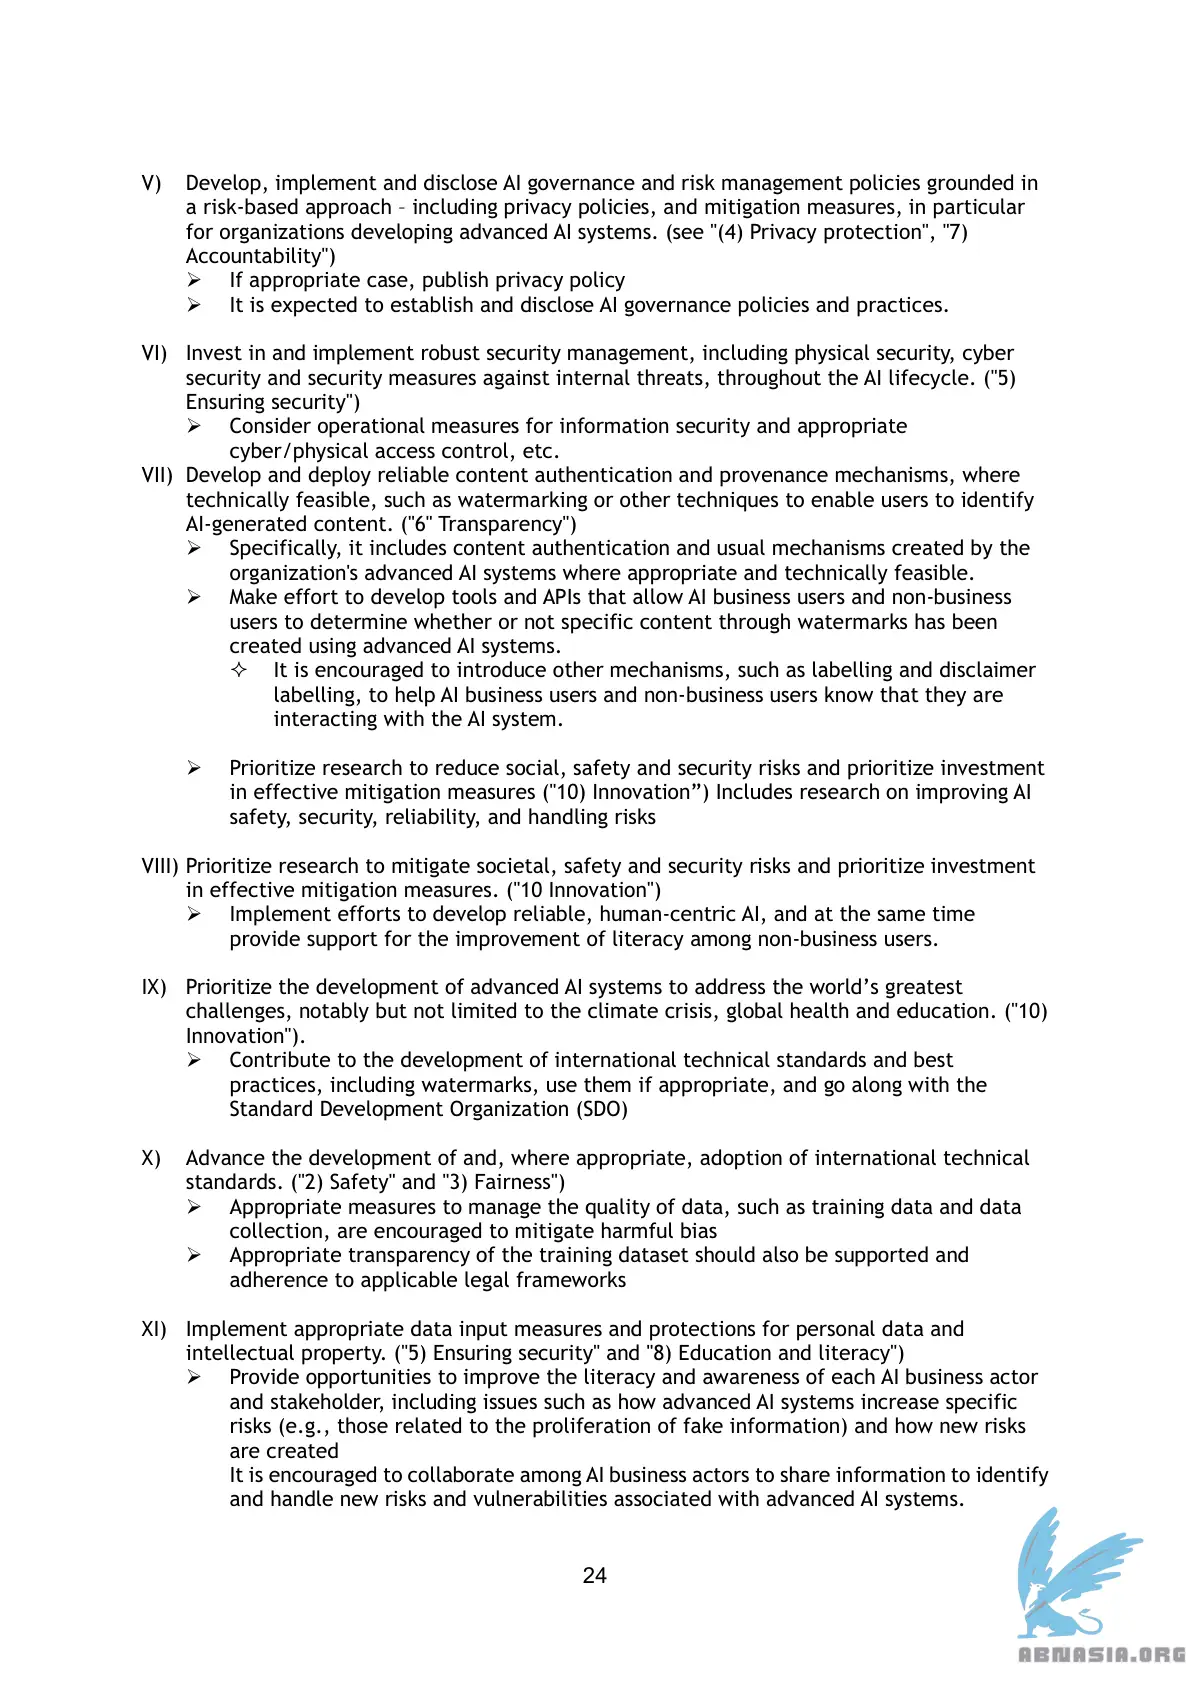 V) Develop, implement and disclose AI governance and risk management policies grounded in
a risk-based approach – including privacy policies, and mitigation measures, in particular
for organizations developing advanced AI systems. (see "(4) Privacy protection", "7)
Accountability")
➢ If appropriate case, publish privacy policy
➢ It is expected to establish and disclose AI governance policies and practices.
VI) Invest in and implement robust security management, including physical security, cyber
security and security measures against internal threats, throughout the AI lifecycle. ("5)
Ensuring security")
➢ Consider operational measures for information security and appropriate
cyber/physical access control, etc.
VII) Develop and deploy reliable content authentication and provenance mechanisms, where
technically feasible, such as watermarking or other techniques to enable users to identify
AI-generated content. ("6" Transparency")
➢ Specifically, it includes content authentication and usual mechanisms created by the
organization's advanced AI systems where appropriate and technically feasible.
➢ Make effort to develop tools and APIs that allow AI business users and non-business
users to determine whether or not specific content through watermarks has been
created using advanced AI systems.
✧ It is encouraged to introduce other mechanisms, such as labelling and disclaimer
labelling, to help AI business users and non-business users know that they are
interacting with the AI system.
➢ Prioritize research to reduce social, safety and security risks and prioritize investment
in effective mitigation measures ("10) Innovation”) Includes research on improving AI
safety, security, reliability, and handling risks
VIII) Prioritize research to mitigate societal, safety and security risks and prioritize investment
in effective mitigation measures. ("10 Innovation")
➢ Implement efforts to develop reliable, human-centric AI, and at the same time
provide support for the improvement of literacy among non-business users.
IX) Prioritize the development of advanced AI systems to address the world’s greatest
challenges, notably but not limited to the climate crisis, global health and education. ("10)
Innovation").
➢ Contribute to the development of international technical standards and best
practices, including watermarks, use them if appropriate, and go along with the
Standard Development Organization (SDO)
X) Advance the development of and, where appropriate, adoption of international technical
standards. ("2) Safety" and "3) Fairness")
➢ Appropriate measures to manage the quality of data, such as training data and data
collection, are encouraged to mitigate harmful bias
➢ Appropriate transparency of the training dataset should also be supported and
adherence to applicable legal frameworks
XI) Implement appropriate data input measures and protections for personal data and
intellectual property. ("5) Ensuring security" and "8) Education and literacy")
➢ Provide opportunities to improve the literacy and awareness of each AI business actor
and stakeholder, including issues such as how advanced AI systems increase specific
risks (e.g., those related to the proliferation of fake information) and how new risks
are created
It is encouraged to collaborate among AI business actors to share information to identify
and handle new risks and vulnerabilities associated with advanced AI systems.
24
ABNASIA.ORG